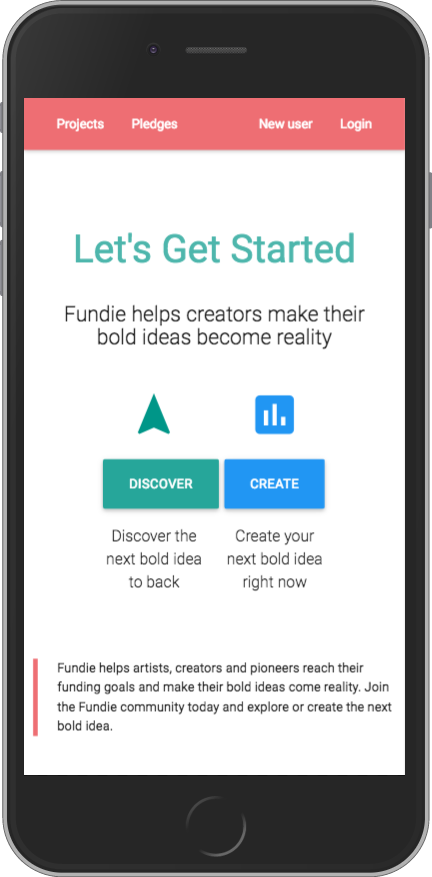 Projects Pledges New user Login
Let's Get Started
Fundie helps creators make their
bold ideas become reality
DISCOVER CREATE
Discover the
next bold idea
to back
Create your
next bold idea
right now
Fundie helps artists, creators and pioneers reach their
funding goals and make their bold ideas come reality. Join
the Fundie community today and explore or create the next
bold idea.